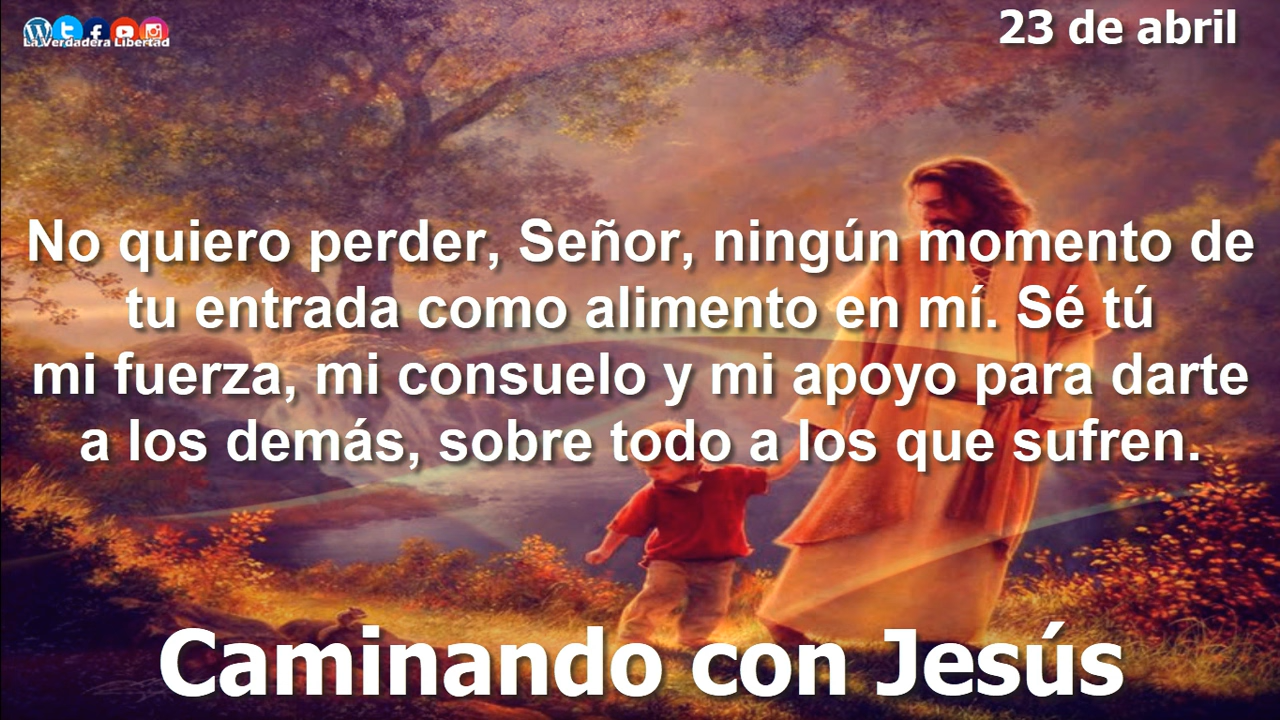 La Verdadera Libertad
23 de abril
No quiero perder, Señor, ningún momento de
tu entrada como alimento en mí. Sé tú
mi fuerza, mi consuelo y mi apoyo para darte
a los demás, sobre todo a los que sufren.
Caminando con Jesús